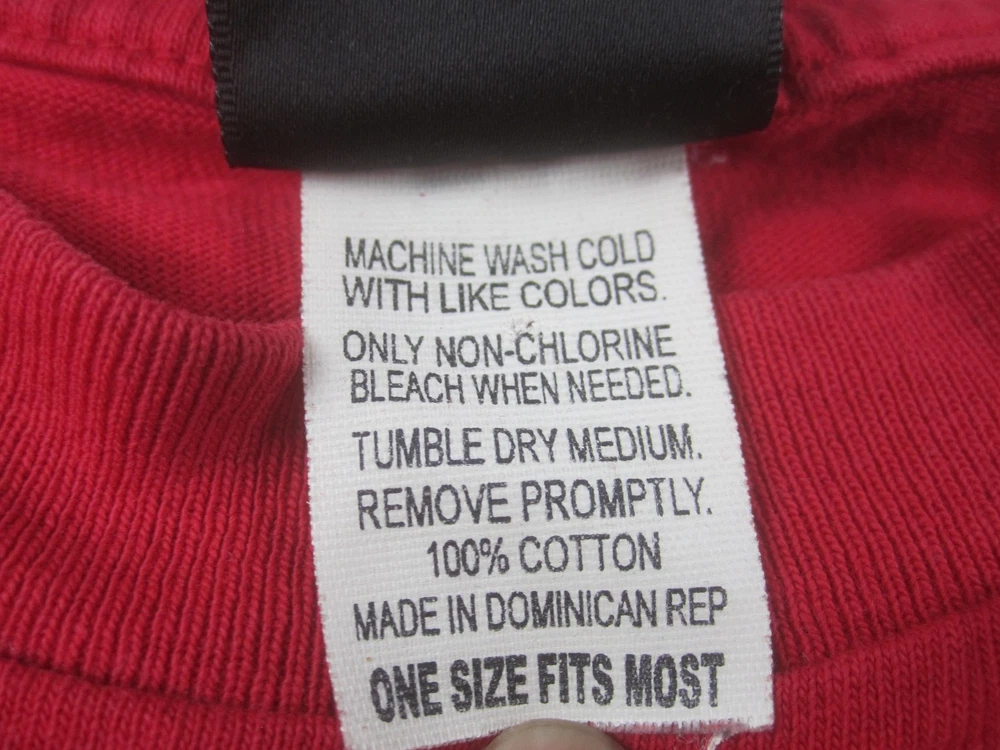 MACHINE WASH COLD
WITH LIKE COLORS.
ONLY NON-CHLORINE
BLEACH WHEN NEEDED.
TUMBLE DRY MEDIUM.
REMOVE PROMPTLY.
100% COTTON
MADE IN DOMINICAN REP
ONE SIZE FITS MOST